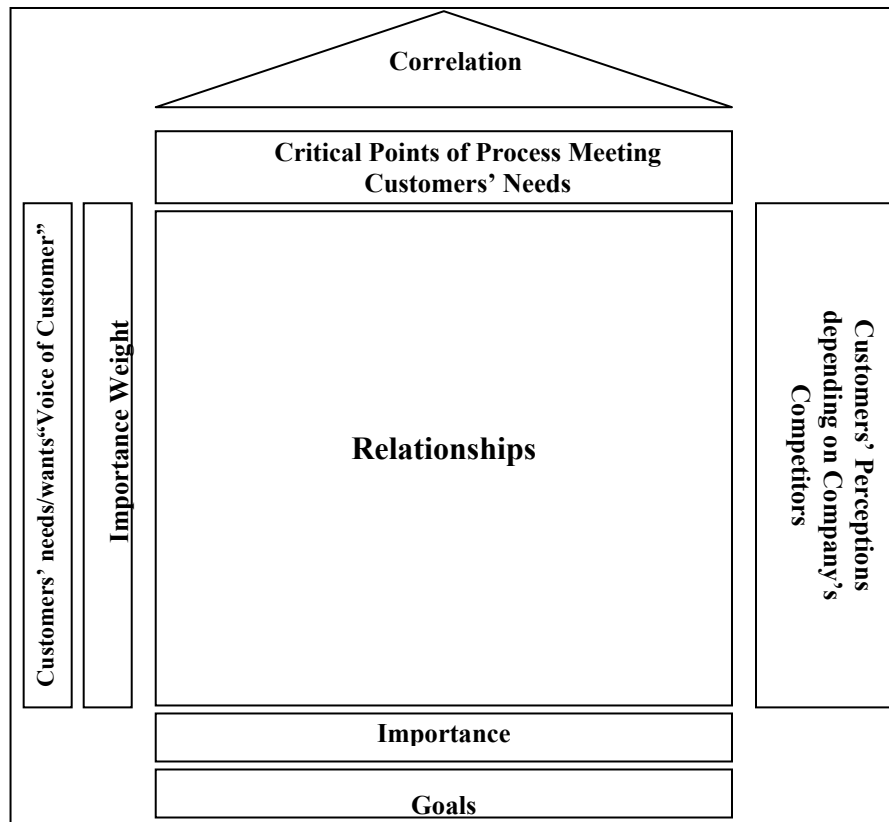 Correlation
Critical Points of Process Meeting
Customers’ Needs
Customers’ needs/wants“Voice of Customer”
Importance Weight
Relationships
Customers’ Perceptions
depending on Company’s
Competitors
Importance
Goals